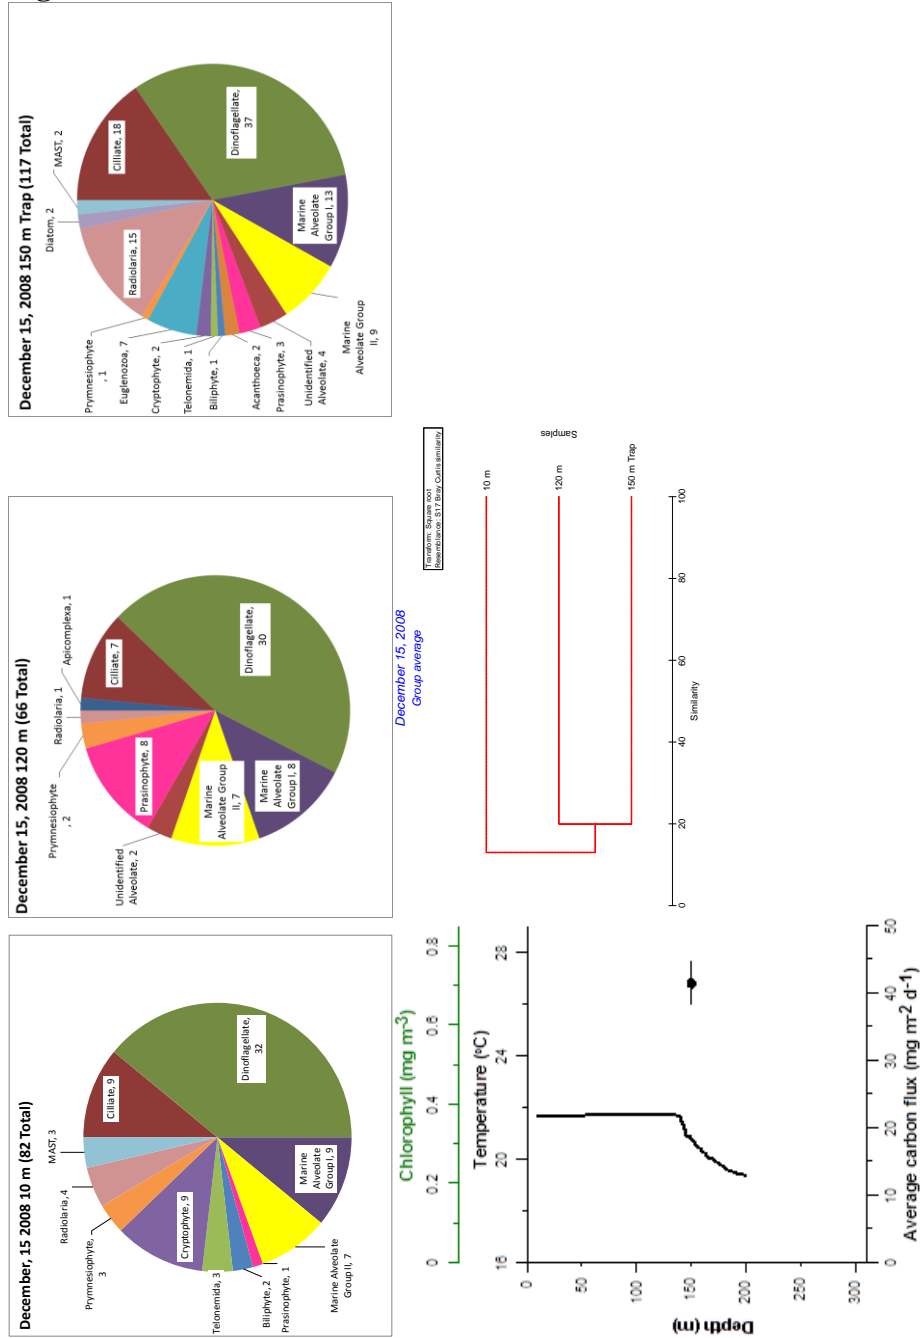 December, 15 2008 10 m (82 Total)
MAST, 3
Cilliate, 9
Radiolaria, 4
Prymnesiophyte,
3
Cryptophyte, 9
Dinoflagellate,
32
Telonemida, 3
Biliphyte, 2
Prasinophyte, 1
Marine Alveolate
Group II, 7
Marine
Alveolate
Group I, 9
December 15, 2008 120 m (66 Total)
Apicomplexa, 1
Radiolaria, 1
Cilliate, 7
Prymnesiophyte
, 2
Prasinophyte, 8
Dinoflagellate,
30
Unidentified
Alveolate, 2
Marine
Alveolate Group
II, 7
Marine
Alveolate
Group I, 8
December 15, 2008 150 m Trap (117 Total)
MAST, 2
Diatom, 2
Cilliate, 18
Radiolaria, 15
Dinoflagellate,
37
Prymnesiophyte
, 1
Euglenozoa, 7
Cryptophyte, 2
Telonemida, 1
Biliphyte, 1
Acanthoeca, 2
Prasinophyte, 3
Unidentified
Alveolate, 4
Marine
Alveolate Group
II, 9
Marine
Alveolate
Group I, 13
Chlorophyll (mg m-3)
0 0.2 0.4 0.6 0.8
Temperature (oC)
16 20 24 28
Depth (m)
0
50
100
150
200
250
300
0 10 20 30 40 50
Average carbon flux (mg m2 d-1)
December 15, 2008
Group average
Transform: Square root
Resemblance: S17 Bray Curtis similarity
10 m
120 m
150 m Trap
Samples
0 20 40 60 80 100
Similarity